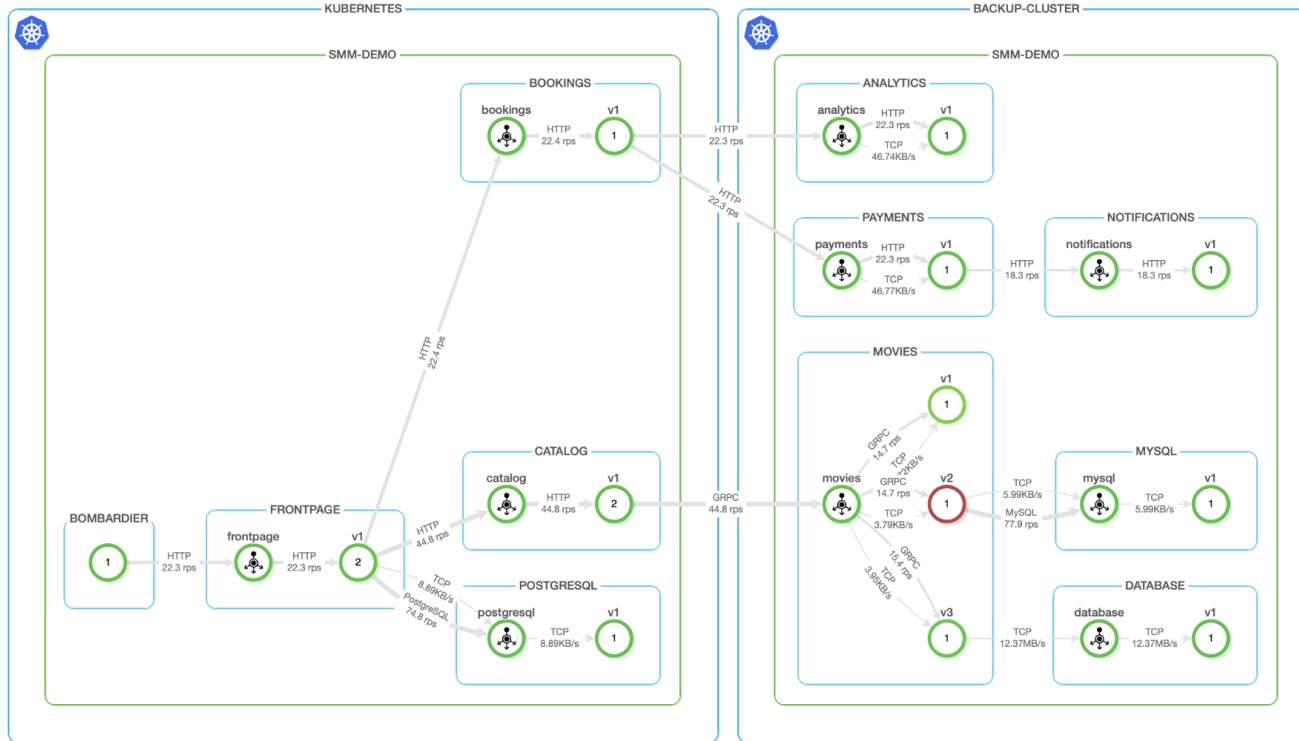 KUBERNETES
SMM-DEMO
BOOKINGS
bookings
HTTP
22.4 rps
v1
1
HTTP
22.3 rps
HTTP
22.3 rps
HTTP
22.4 rps
CATALOG
catalog
HTTP
44.8 rps
v1
2
GRPC
44.8 rps
BOMBARDIER
1
HTTP
22.3 rps
FRONTPAGE
frontpage
HTTP
22.3 rps
v1
2
HTTP
44.8 rps
TCP
8.89KB/s
PostgreSQL
74.8 rps
POSTGRESQL
postgresql
TCP
8.89KB/s
v1
1
BACKUP-CLUSTER
SMM-DEMO
ANALYTICS
analytics
HTTP
22.3 rps
TCP
46.74KB/s
v1
1
PAYMENTS
payments
HTTP
22.3 rps
TCP
46.77KB/s
v1
1
HTTP
18.3 rps
NOTIFICATIONS
notifications
HTTP
18.3 rps
v1
1
MOVIES
v1
1
GRPC
14.7 rps
TCP
movies
GRPC
14.7 rps
TCP
3.79KB/s
v2
1
GRPC
15.4 rps
TCP
3.95KB/s
v3
1
TCP
5.99KB/s
MySQL
77.9 rps
MYSQL
mysql
TCP
5.99KB/s
v1
1
TCP
12.37MB/s
DATABASE
database
TCP
12.37MB/s
v1
1